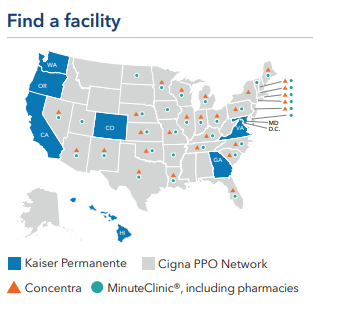 Find a facility
WA
OR
CA
CO
MD
D.C.
VA
GA
HI
Kaiser Permanente
Cigna PPO Network
Concentra
MinuteClinic®, including pharmacies